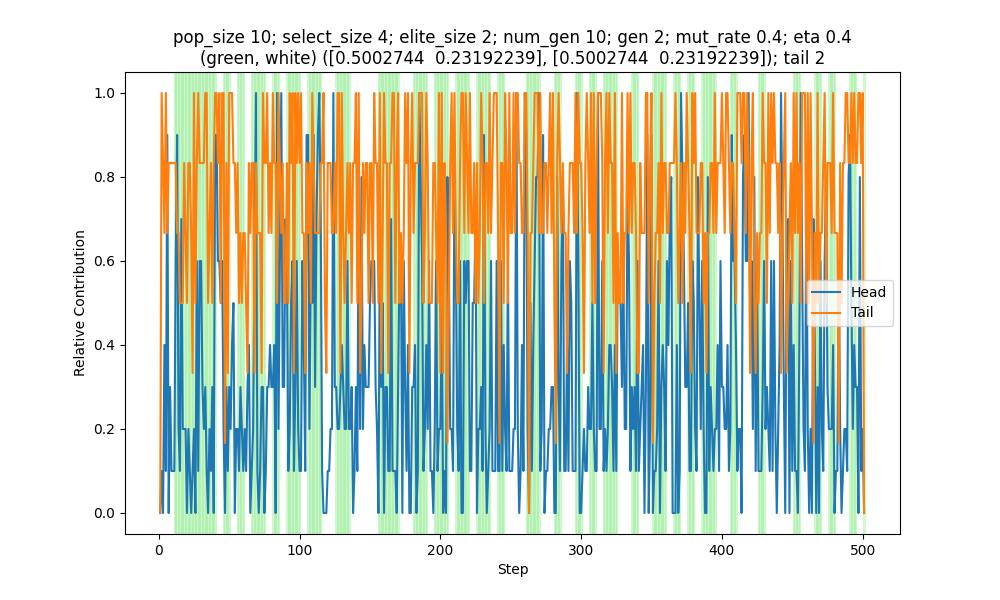 pop_size 10; select_size 4; elite_size 2; num_gen 10; gen 2; mut_rate 0.4; eta 0.4
(green, white) ([0.5002744  0.23192239], [0.5002744  0.23192239]); tail 2
1.0
0.8
0.6
0.4
0.2
0.0
Relative Contribution
Head
Tail
0
100
200
300
400
500
Step